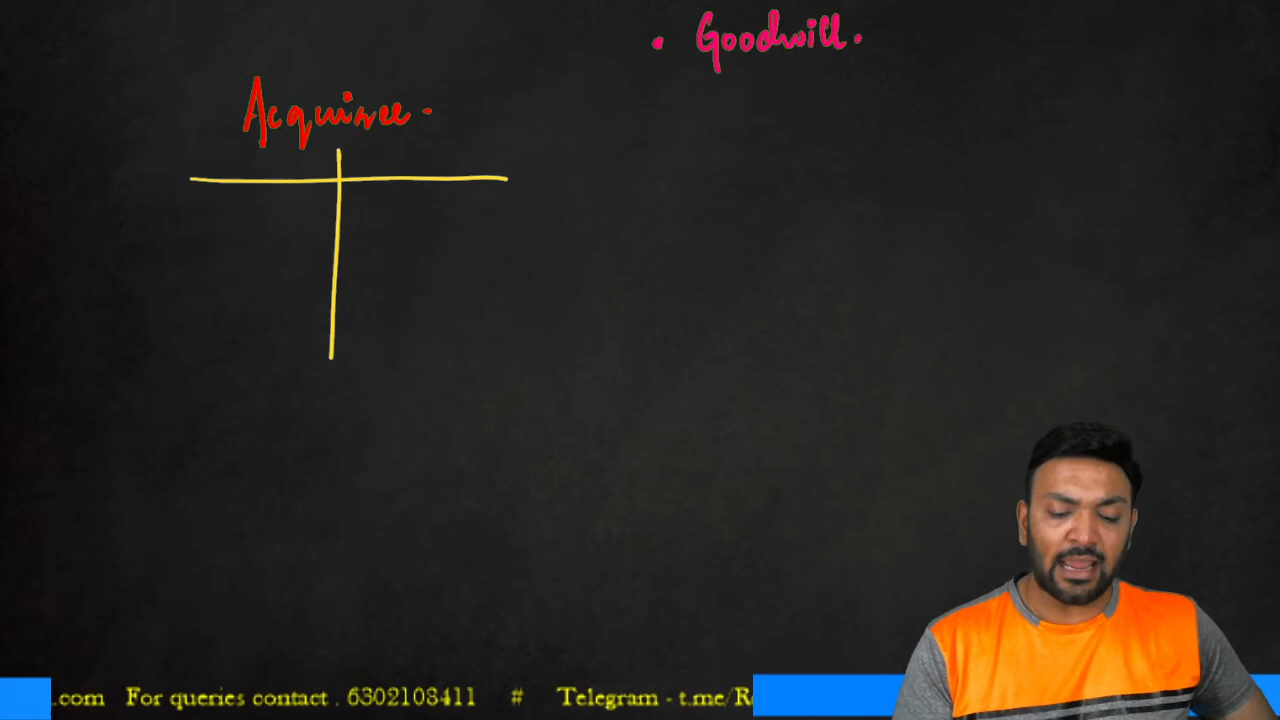 • Goodwill.
Acquiree.
.com For queries contact . 6302108411 # Telegram - t.me/R